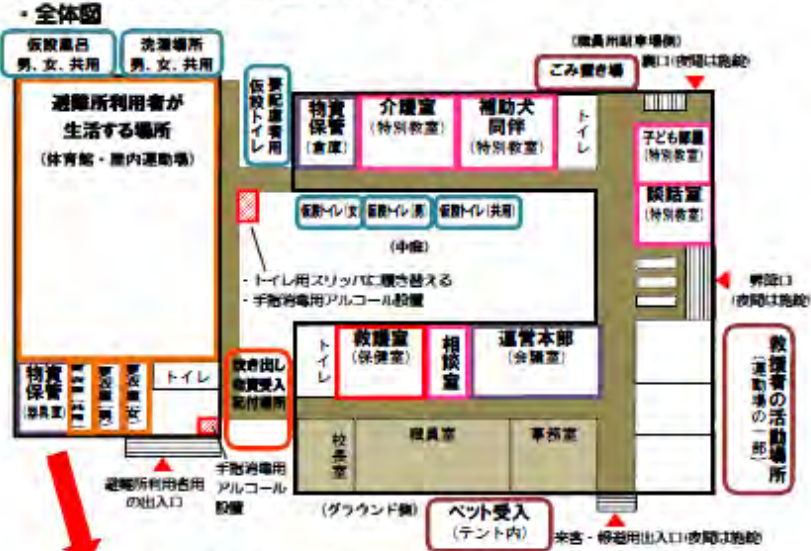 ・全体図
仮設風呂
男、女、共用
洗濯場所
男、女、共用
避難所利用者が
生活する場所
(体育館・屋内運動場)
要配慮者用
仮設トイレ
物資
保管
(倉庫)
介護室
(特別教室)
補助犬
同伴
(特別教室)
トイレ
(職員用駐車場側)
ごみ置き場
裏口(夜間は施錠)
子ども部屋
(特別教室)
談話室
(特別教室)
仮設トイレ(女)
仮設トイレ(男)
仮設トイレ(共用)
(中庭)
・トイレ用スリッパに履き替える
・手指消毒用アルコール設置
昇降口
(夜間は施錠)
トイレ
救護室
(保健室)
相談室
運営本部
(会議室)
物資
保管
(器具室)
更衣室(男)
更衣室(女)
トイレ
炊き出し
物資受入
配付場所
校長室
職員室
事務室
救援者の活動場所
(運動場の一部)
避難所利用者用
の出入口
手指消毒用
アルコール
設置
(グラウンド側)
ペット受入
(テント内)
来客・報道用出入口(夜間は施錠)